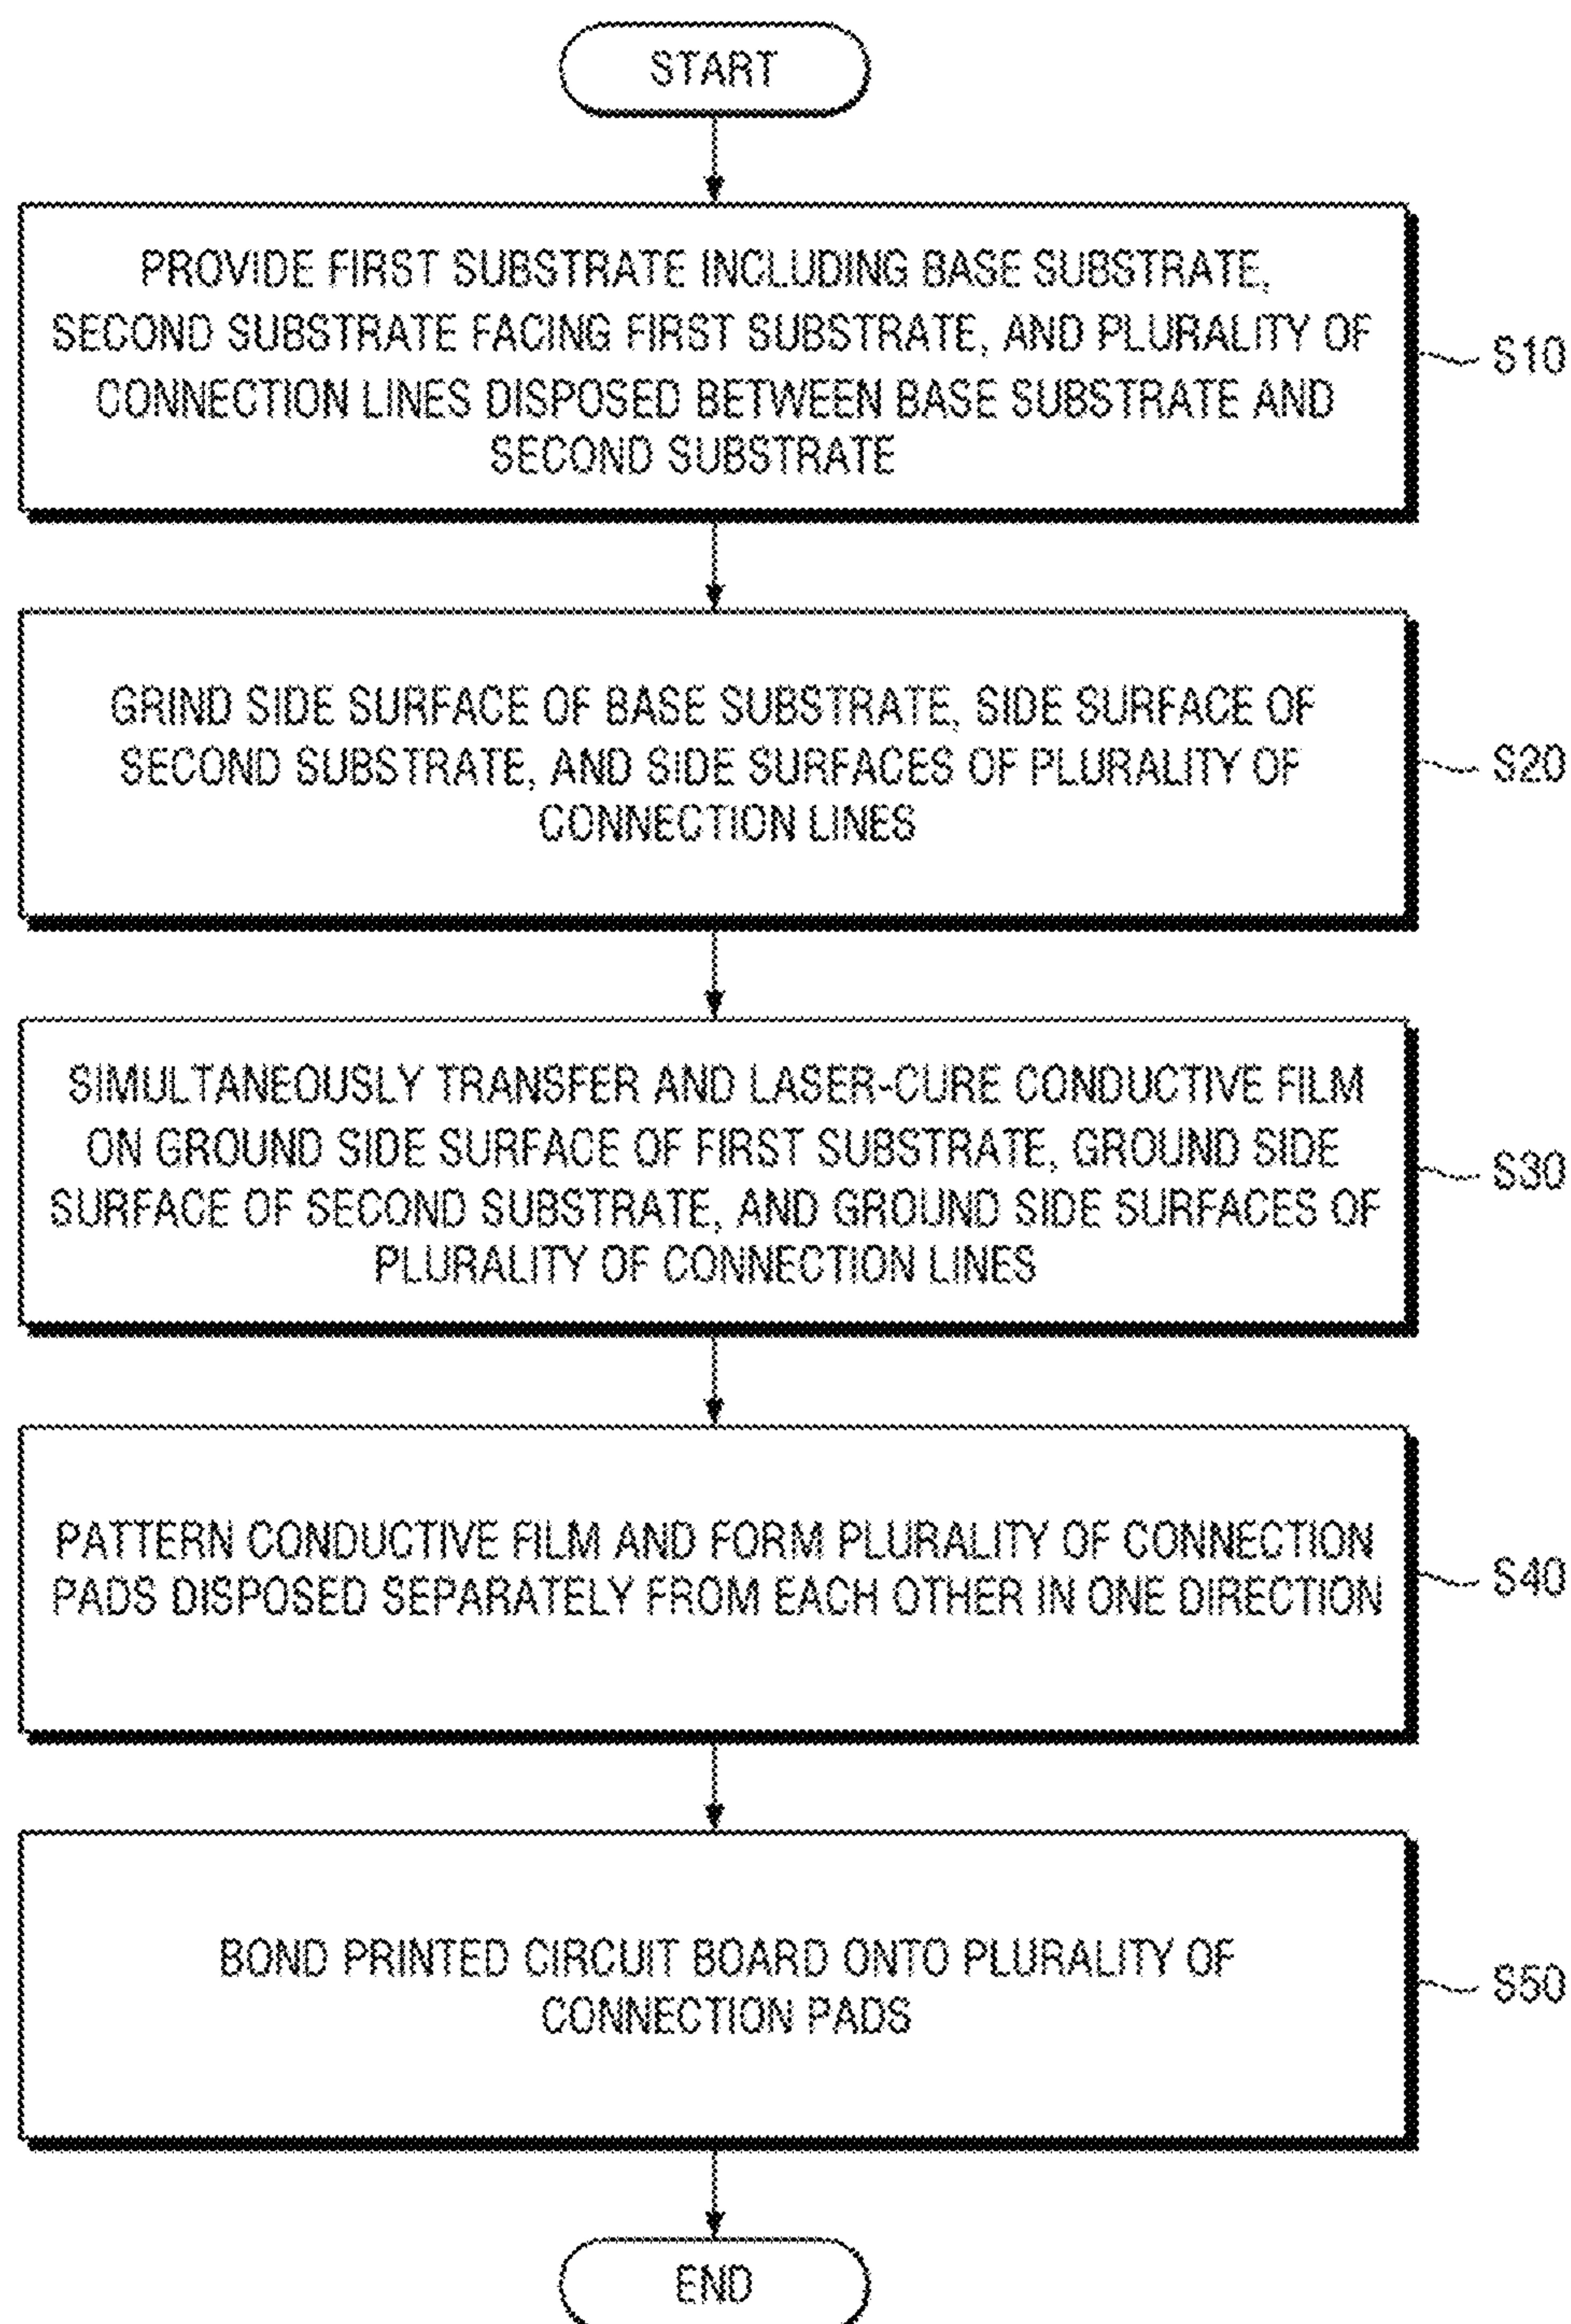 START
PROVIDE FIRST SUBSTRATE INCLUDING BASE SUBSTRATE,
SECOND SUBSTRATE FACING FIRST SUBSTRATE, AND PLURALITY OF
CONNECTION LINES DISPOSED BETWEEN BASE SUBSTRATE AND
SECOND SUBSTRATE
S10
GRIND SIDE SURFACE OF BASE SUBSTRATE, SIDE SURFACE OF
SECOND SUBSTRATE, AND SIDE SURFACES OF PLURALITY OF
CONNECTION LINES
S20
SIMULTANEOUSLY TRANSFER AND LASER-CURE CONDUCTIVE FILM
ON GROUND SIDE SURFACE OF FIRST SUBSTRATE, GROUND SIDE
SURFACE OF SECOND SUBSTRATE, AND GROUND SIDE SURFACES OF
PLURALITY OF CONNECTION LINES
S30
PATTERN CONDUCTIVE FILM AND FORM PLURALITY OF CONNECTION
PADS DISPOSED SEPARATELY FROM EACH OTHER IN ONE DIRECTION
S40
BOND PRINTED CIRCUIT BOARD ONTO PLURALITY OF
CONNECTION PADS
S50
END